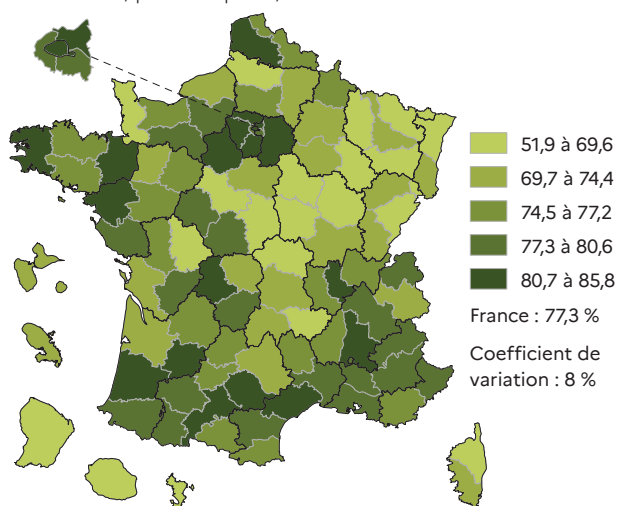 51,9 à 69,6
69,7 à 74,4
74,5 à 77,2
77,3 à 80,6
80,7 à 85,8
France : 77,3 %
Coefficient de
variation : 8 %